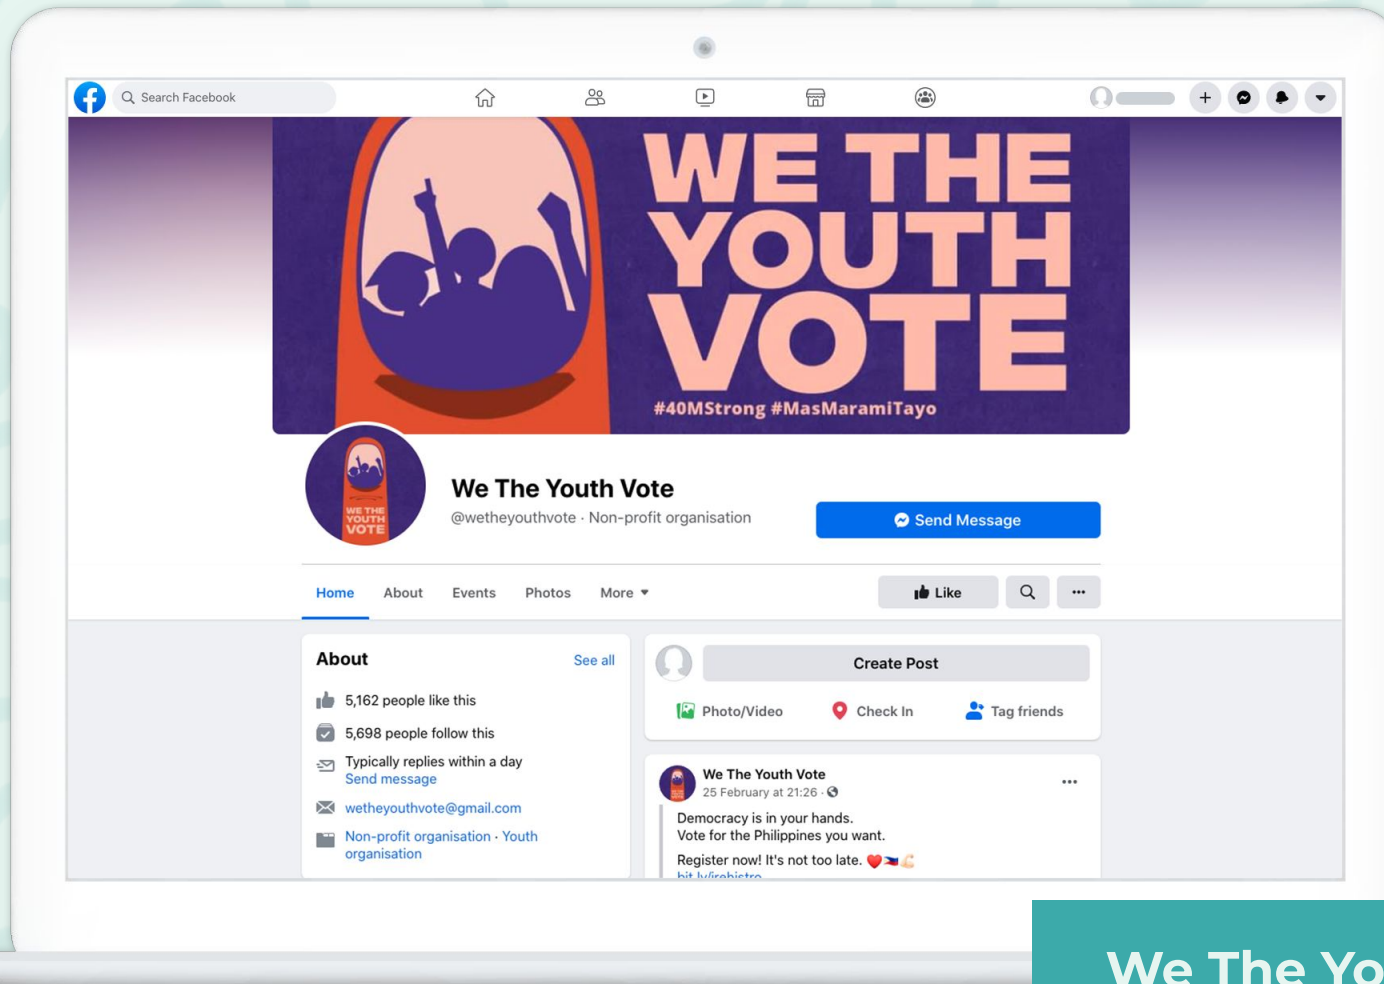 Search Facebook
WE THE
YOUTH
VOTE
#40MStrong #MasMaramiTayo
WE THE
YOUTH
VOTE
We The Youth Vote
@wetheyouthvote · Non-profit organisation
Send Message
Home About Events Photos More
Like
About See all
5,162 people like this
5,698 people follow this
Typically replies within a day
Send message
wetheyouthvote@gmail.com
Non-profit organisation · Youth
organisation
Create Post
Photo/Video Check In Tag friends
We The Youth Vote
25 February at 21:26 ·
Democracy is in your hands.
Vote for the Philippines you want.
Register now! It's not too late. ❤️🇵🇭💪🏻
We The Yo